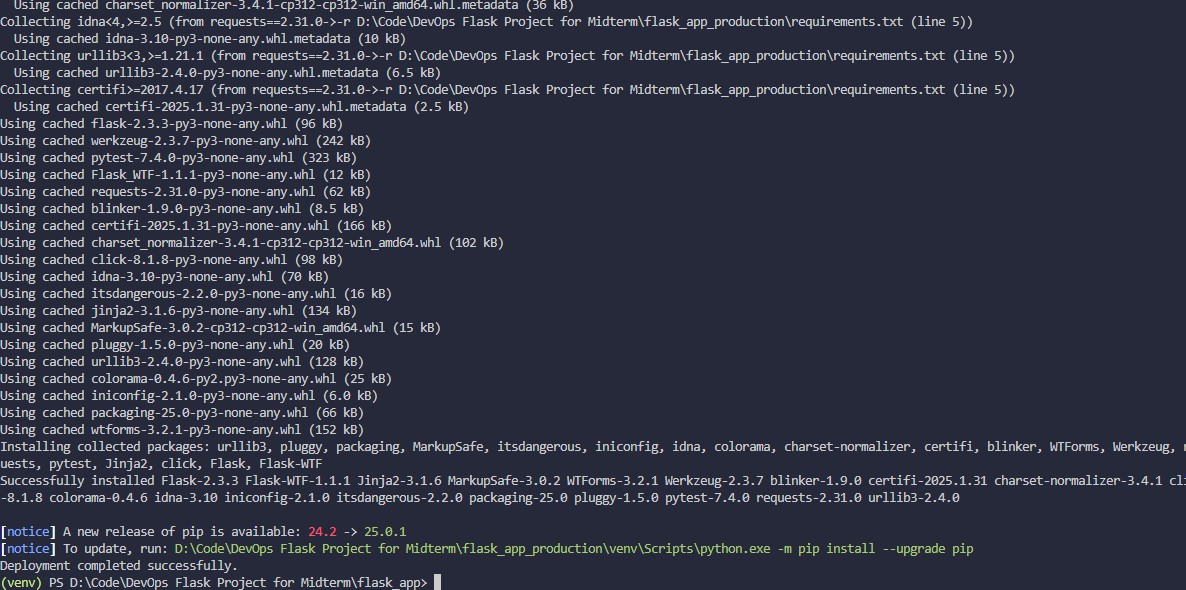 Using cached charset_normalizer-3.4.1-cp312-cp312-win_amd64.whl.metadata (36 kB)
Collecting idna<4,>=2.5 (from requests==2.31.0->-r D:\Code\DevOps Flask Project for Midterm\flask_app_production\requirements.txt (line 5))
  Using cached idna-3.10-py3-none-any.whl.metadata (10 kB)
Collecting urllib3<3,>=1.21.1 (from requests==2.31.0->-r D:\Code\DevOps Flask Project for Midterm\flask_app_production\requirements.txt (line 5))
  Using cached urllib3-2.4.0-py3-none-any.whl.metadata (6.5 kB)
Collecting certifi>=2017.4.17 (from requests==2.31.0->-r D:\Code\DevOps Flask Project for Midterm\flask_app_production\requirements.txt (line 5))
  Using cached certifi-2025.1.31-py3-none-any.whl.metadata (2.5 kB)
Using cached flask-2.3.3-py3-none-any.whl (96 kB)
Using cached werkzeug-2.3.7-py3-none-any.whl (242 kB)
Using cached pytest-7.4.0-py3-none-any.whl (323 kB)
Using cached Flask_WTF-1.1.1-py3-none-any.whl (12 kB)
Using cached requests-2.31.0-py3-none-any.whl (62 kB)
Using cached blinker-1.9.0-py3-none-any.whl (8.5 kB)
Using cached certifi-2025.1.31-py3-none-any.whl (166 kB)
Using cached charset_normalizer-3.4.1-cp312-cp312-win_amd64.whl (102 kB)
Using cached click-8.1.8-py3-none-any.whl (98 kB)
Using cached idna-3.10-py3-none-any.whl (70 kB)
Using cached itsdangerous-2.2.0-py3-none-any.whl (16 kB)
Using cached jinja2-3.1.6-py3-none-any.whl (134 kB)
Using cached MarkupSafe-3.0.2-cp312-cp312-win_amd64.whl (15 kB)
Using cached pluggy-1.5.0-py3-none-any.whl (20 kB)
Using cached urllib3-2.4.0-py3-none-any.whl (128 kB)
Using cached colorama-0.4.6-py2.py3-none-any.whl (25 kB)
Using cached iniconfig-2.1.0-py3-none-any.whl (6.0 kB)
Using cached packaging-25.0-py3-none-any.whl (66 kB)
Using cached wtforms-3.2.1-py3-none-any.whl (152 kB)
Installing collected packages: urllib3, pluggy, packaging, MarkupSafe, itsdangerous, iniconfig, idna, colorama, charset-normalizer, certifi, blinker, WTForms, Werkzeug, r
uests, pytest, Jinja2, click, Flask, Flask-WTF
Successfully installed Flask-2.3.3 Flask-WTF-1.1.1 Jinja2-3.1.6 MarkupSafe-3.0.2 WTForms-3.2.1 Werkzeug-2.3.7 blinker-1.9.0 certifi-2025.1.31 charset-normalizer-3.4.1 cli
-8.1.8 colorama-0.4.6 idna-3.10 iniconfig-2.1.0 itsdangerous-2.2.0 packaging-25.0 pluggy-1.5.0 pytest-7.4.0 requests-2.31.0 urllib3-2.4.0
[notice] A new release of pip is available: 24.2 -> 25.0.1
[notice] To update, run: D:\Code\DevOps Flask Project for Midterm\flask_app_production\venv\Scripts\python.exe -m pip install --upgrade pip
Deployment completed successfully.
(venv) PS D:\Code\DevOps Flask Project for Midterm\flask_app>